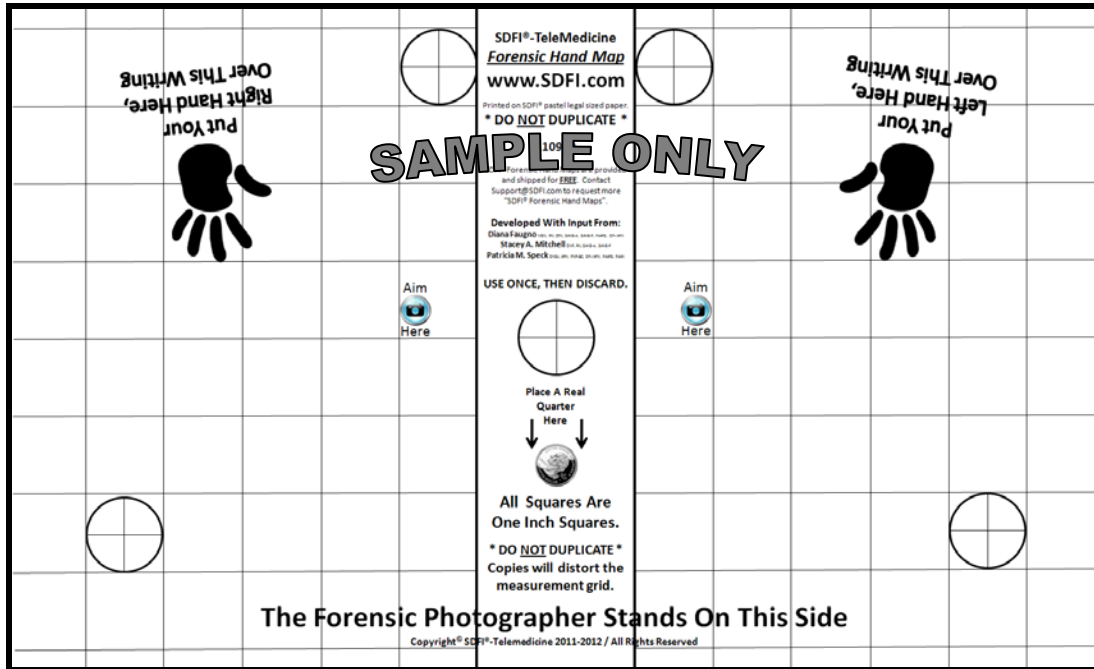 SDFI®-TeleMedicine
Forensic Hand Map
www.SDFI.com
Printed on SDFI® pastel legal sized paper.
* DO NOT DUPLICATE *
SAMPLE ONLY
Forensic Hand Maps are provided
and shipped for FREE. Contact
Support@SDFI.com to request more
"SDFI® Forensic Hand Maps".
Developed With Input From:
Diana Faugno
Stacey A. Mitchell
Patricia M. Speck
USE ONCE, THEN DISCARD.
Put Your
Right Hand Here,
Over This Writing
Put Your
Left Hand Here,
Over This Writing
Aim
Here
Aim
Here
Place A Real
Quarter
Here
All Squares Are
One Inch Squares.
* DO NOT DUPLICATE *
Copies will distort the
measurement grid.
The Forensic Photographer Stands On This Side
Copyright® SDFI®-Telemedicine 2011-2012 / All Rights Reserved